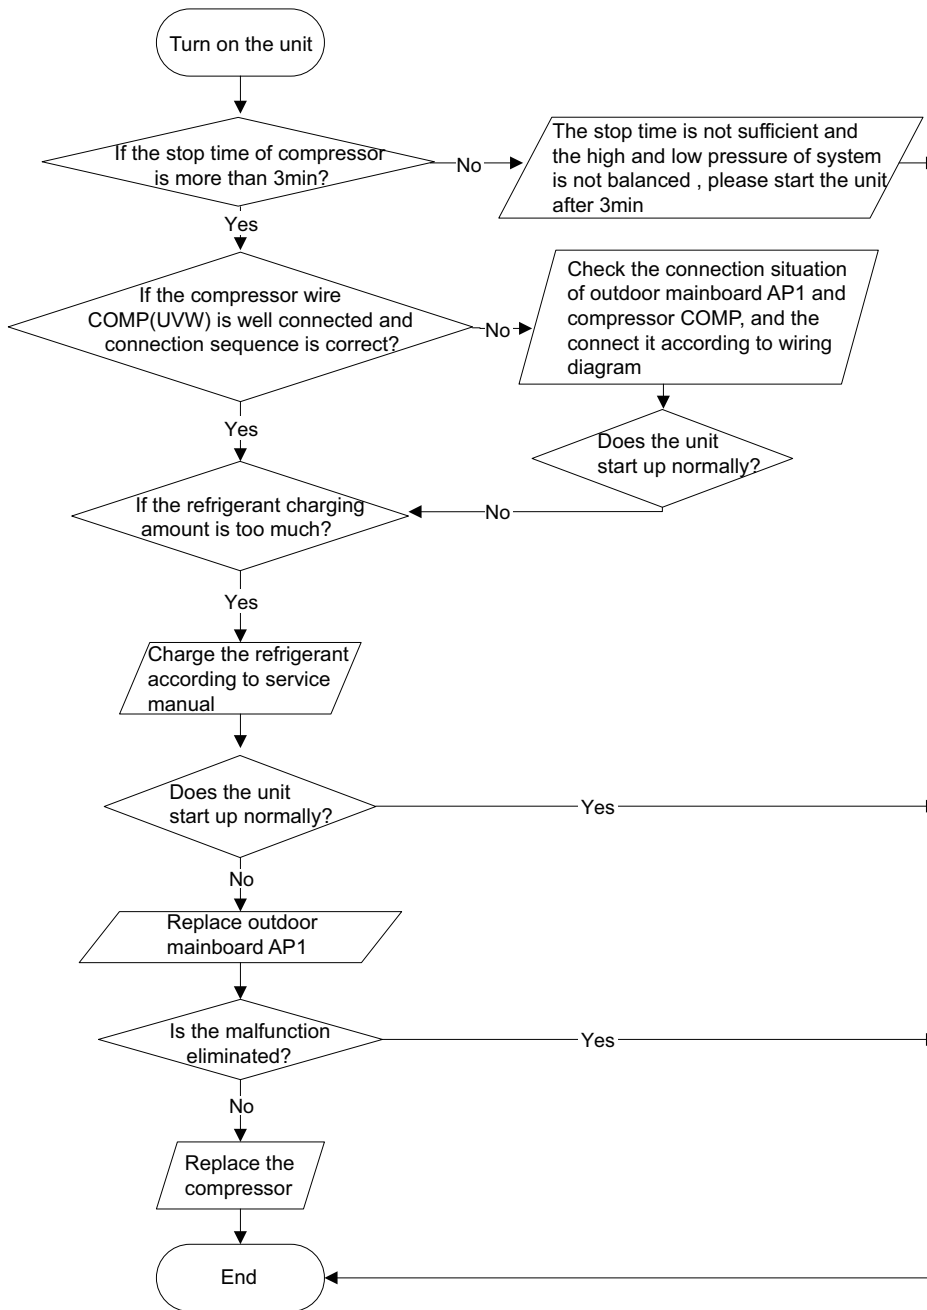 Turn on the unit
If the stop time of compressor
is more than 3min?
No
The stop time is not sufficient and
the high and low pressure of system
is not balanced , please start the unit
after 3min
Yes
If the compressor wire
COMP(UVW) is well connected and
connection sequence is correct?
No
Check the connection situation
of outdoor mainboard AP1 and
compressor COMP, and the
connect it according to wiring
diagram
Yes
Does the unit
start up normally?
If the refrigerant charging
amount is too much?
No
Yes
Charge the refrigerant
according to service
manual
Does the unit
start up normally?
Yes
No
Replace outdoor
mainboard AP1
Is the malfunction
eliminated?
Yes
No
Replace the
compressor
End